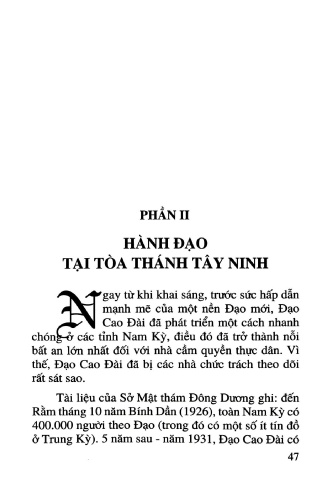 PHẦN II
HÀNH ĐẠO
TẠI TÒA THÁNH TÂY NINH
Ngay từ khi khai sáng, trước sức hấp dẫn
mạnh mẽ của một nền Đạo mới, Đạo
Cao Đài đã phát triển một cách nhanh
chóng ở các tỉnh Nam Kỳ, điều đó đã trở thành nỗi
bất an lớn nhất đối với nhà cầm quyền thực dân. Vì
thế, Đạo Cao Đài đã bị các nhà chức trách theo dõi
rất sát sao.
Tài liệu của Sở Mật thám Đông Dương ghi: đến
Rằm tháng 10 năm Bính Dần (1926), toàn Nam Kỳ có
400.000 người theo Đạo (trong đó có một số ít tín đồ
ở Trung Kỳ). 5 năm sau - năm 1931, Đạo Cao Đài có
47